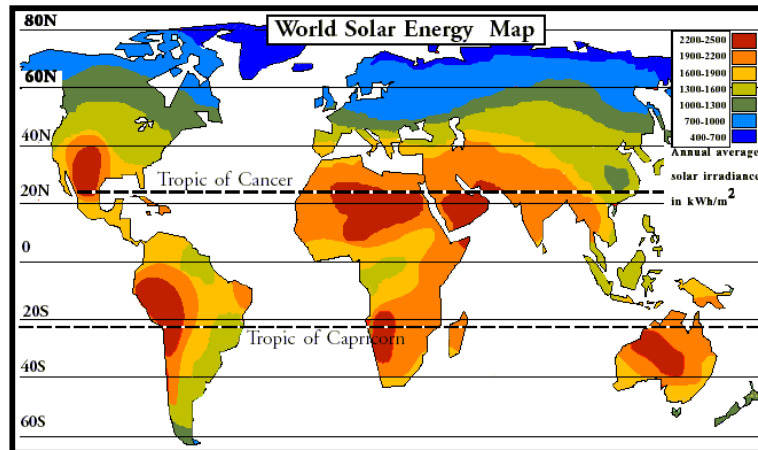 World Solar Energy Map
80N
60N
40N
20N
0
20S
40S
60S
Tropic of Cancer
Tropic of Capricorn
2200-2500
1900-2200
1600-1900
1300-1600
1000-1300
700-1000
400-700
Annual average
solar irradiance
in kWh/m²